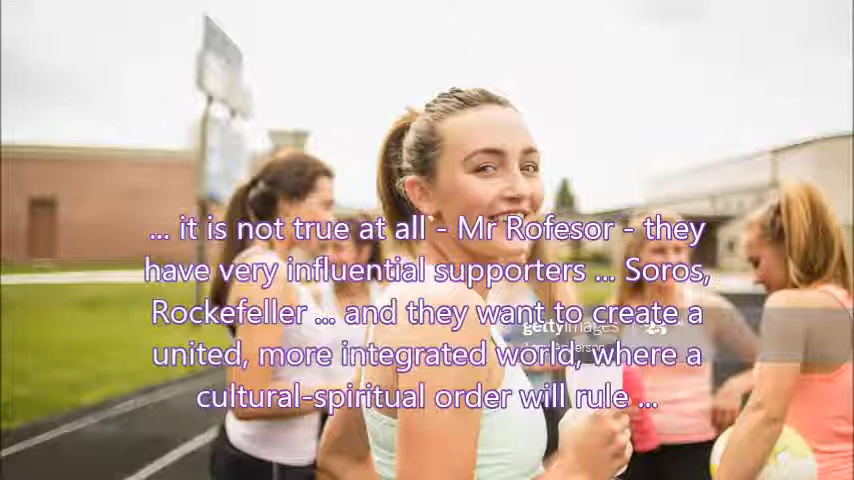 ... it is not true at all - Mr Rofesor - they
have very influential supporters ... Soros,
Rockefeller ... and they want to create a
gettyimages
united, more integrated world, where a
cultural-spiritual order will rule ...